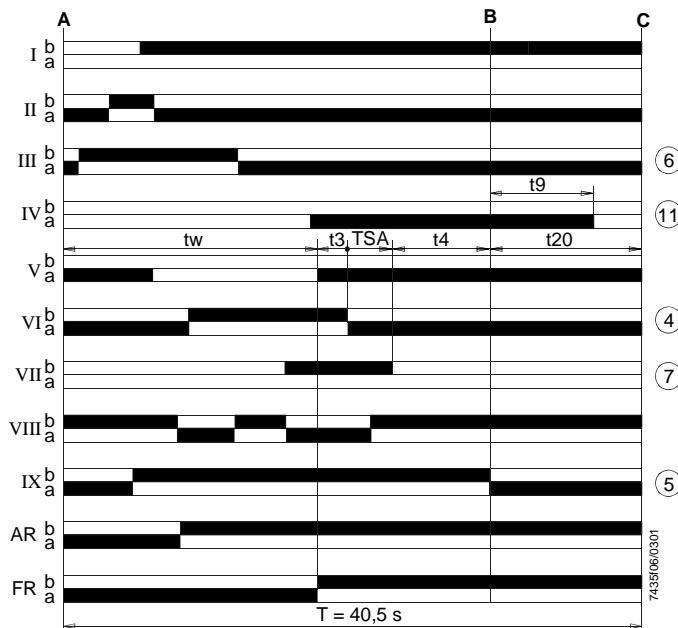 A B C
I b
a
II b
a
III b
a
6
t9
IV b
a
11
tw t3 TSA t4 t20
V b
a
VI b
a
4
VII b
a
7
VIII b
a
IX b
a
5
AR b
a
FR b
a
T = 40,5 s
7435f06/0301